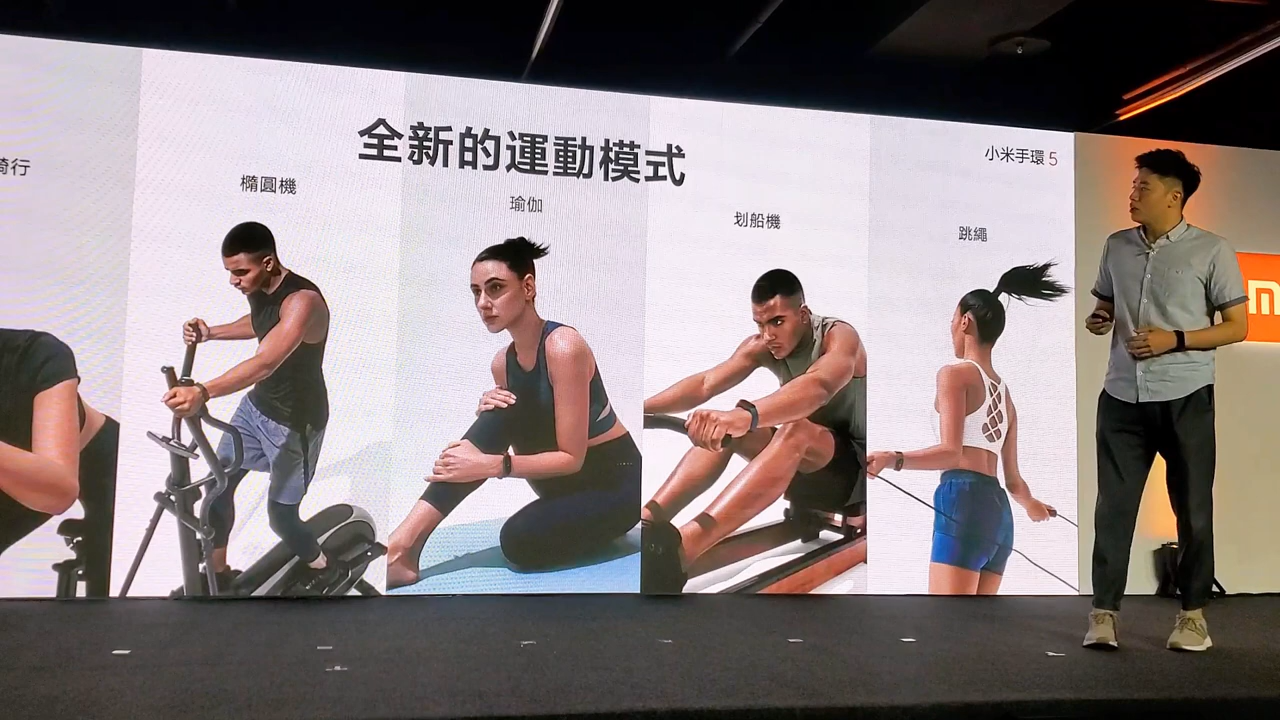 全新的運動模式
小米手環 5
騎行
橢圓機
瑜伽
划船機
跳繩